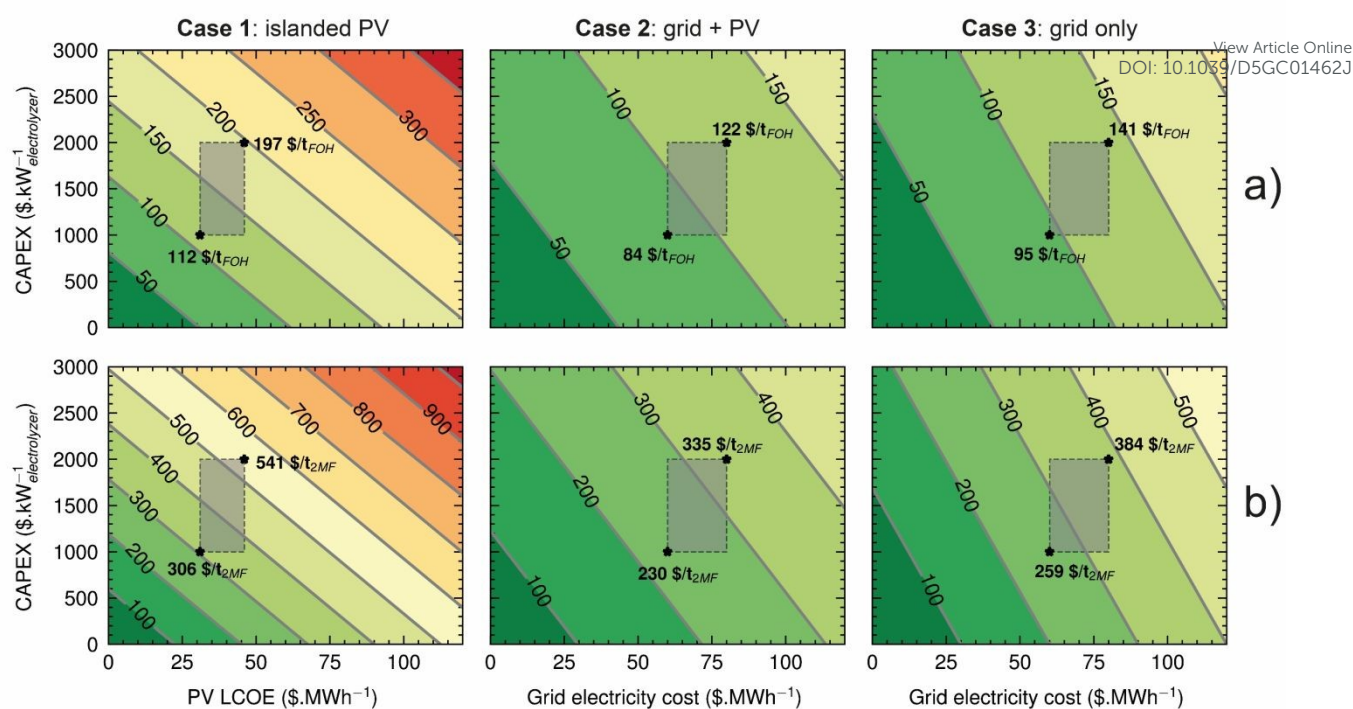 Case 1: islanded PV
Case 2: grid + PV
Case 3: grid only
View Article Online
DOI: 10.1039/D5GC01462J
CAPEX ($.kW⁻¹electrolyzer)
3000
2500
2000
1500
1000
500
0
50
100
150
200
250
300
197 $/tFOH
112 $/tFOH
50
100
150
122 $/tFOH
84 $/tFOH
50
100
150
141 $/tFOH
95 $/tFOH
a)
CAPEX ($.kW⁻¹electrolyzer)
3000
2500
2000
1500
1000
500
0
100
200
300
400
500
600
700
800
900
541 $/t2MF
306 $/t2MF
100
200
300
400
335 $/t2MF
230 $/t2MF
100
200
300
400
500
384 $/t2MF
259 $/t2MF
b)
0 25 50 75 100
0 25 50 75 100
0 25 50 75 100
PV LCOE ($.MWh⁻¹)
Grid electricity cost ($.MWh⁻¹)
Grid electricity cost ($.MWh⁻¹)